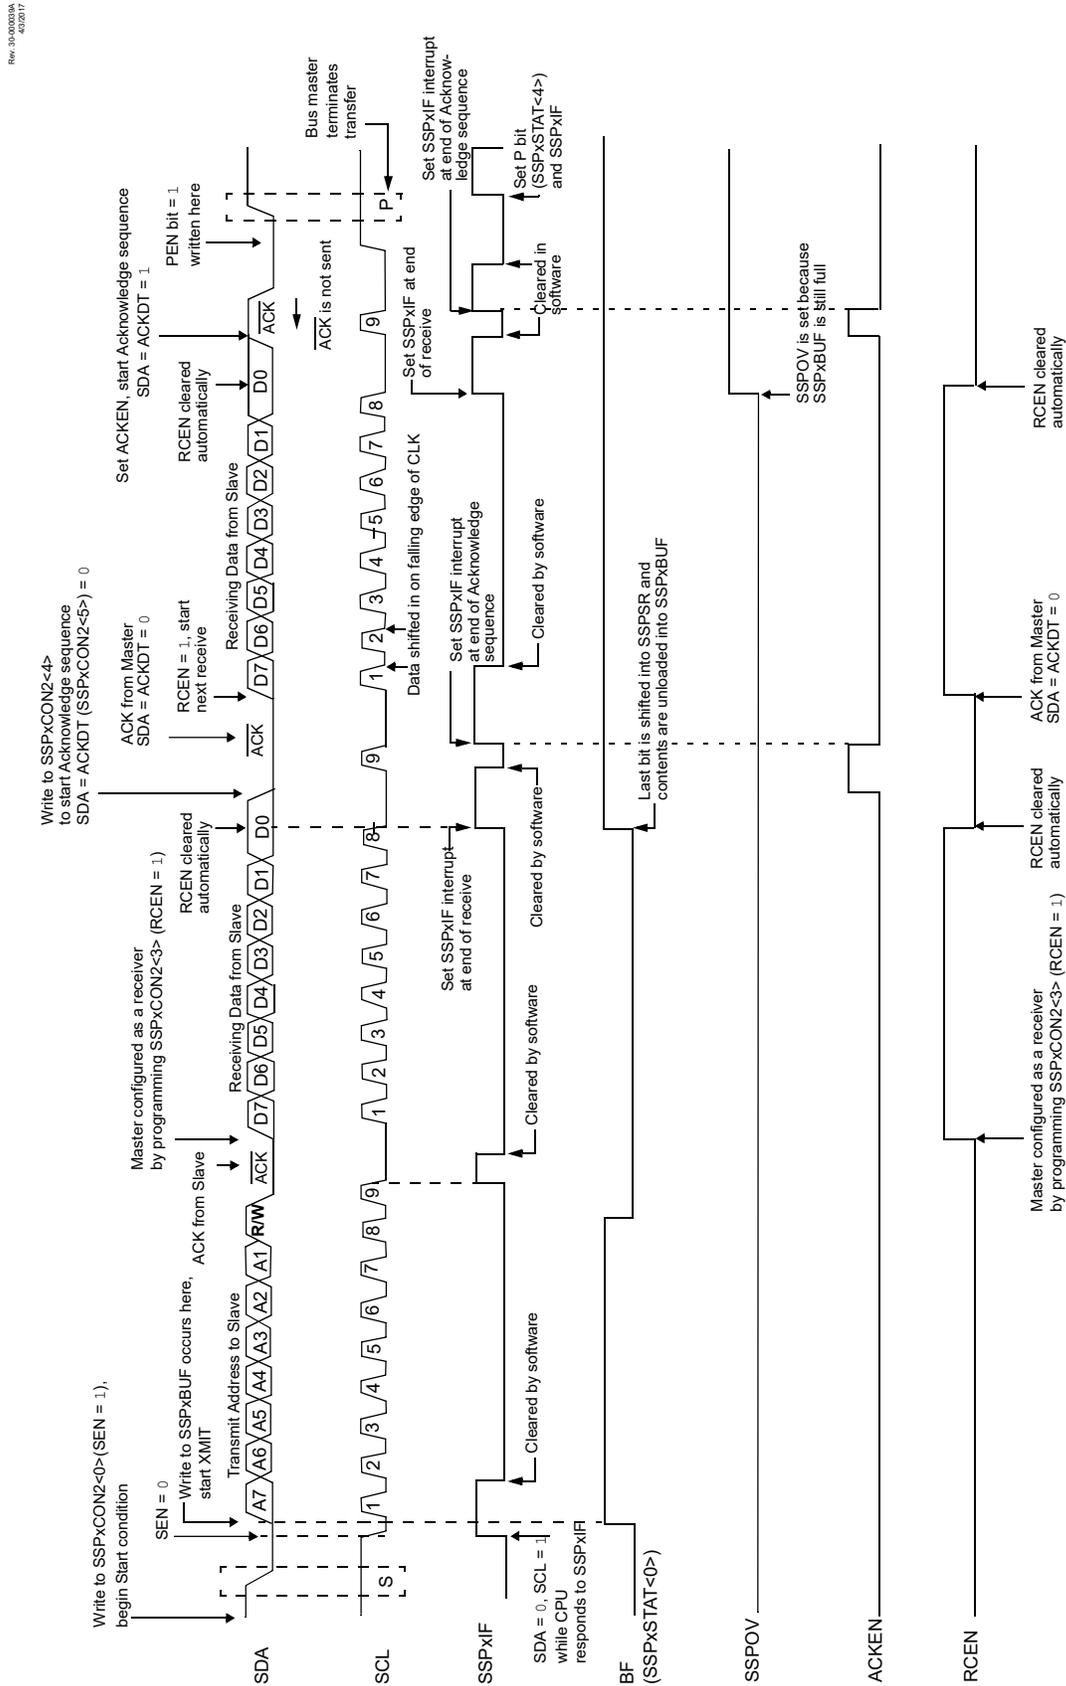 Rev. 30-000039A
4/3/2017
Write to SSPxCON2<0>(SEN = 1),
begin Start condition
SEN = 0
Write to SSPxBUF occurs here,
start XMIT
ACK from Slave
Master configured as a receiver
by programming SSPxCON2<3> (RCEN = 1)
RCEN cleared
automatically
Write to SSPxCON2<4>
to start Acknowledge sequence
SDA = ACKDT (SSPxCON2<5>) = 0
ACK from Master
SDA = ACKDT = 0
RCEN = 1, start
next receive
RCEN cleared
automatically
Set ACKEN, start Acknowledge sequence
SDA = ACKDT = 1
PEN bit = 1
written here
Transmit Address to Slave
Receiving Data from Slave
Receiving Data from Slave
SDA
A7 A6 A5 A4 A3 A2 A1 R/W ACK D7 D6 D5 D4 D3 D2 D1 D0 ACK D7 D6 D5 D4 D3 D2 D1 D0 ACK
ACK is not sent
Bus master
terminates
transfer
SCL
S 1 2 3 4 5 6 7 8 9 1 2 3 4 5 6 7 8 9 1 2 3 4 5 6 7 8 9 P
Data shifted in on falling edge of CLK
Set SSPxIF interrupt
at end of receive
Set SSPxIF interrupt
at end of Acknowledge
sequence
Set SSPxIF at end
of receive
Set SSPxIF interrupt
at end of Acknow-
ledge sequence
SSPxIF
SDA = 0, SCL = 1
while CPU
responds to SSPxIF
Cleared by software
Cleared by software
Cleared by software
Cleared by software
Cleared in
software
Set P bit
(SSPxSTAT<4>)
and SSPxIF
BF
(SSPxSTAT<0>)
Last bit is shifted into SSPSR and
contents are unloaded into SSPxBUF
SSPOV
SSPOV is set because
SSPxBUF is still full
ACKEN
RCEN
Master configured as a receiver
by programming SSPxCON2<3> (RCEN = 1)
RCEN cleared
automatically
ACK from Master
SDA = ACKDT = 0
RCEN cleared
automatically